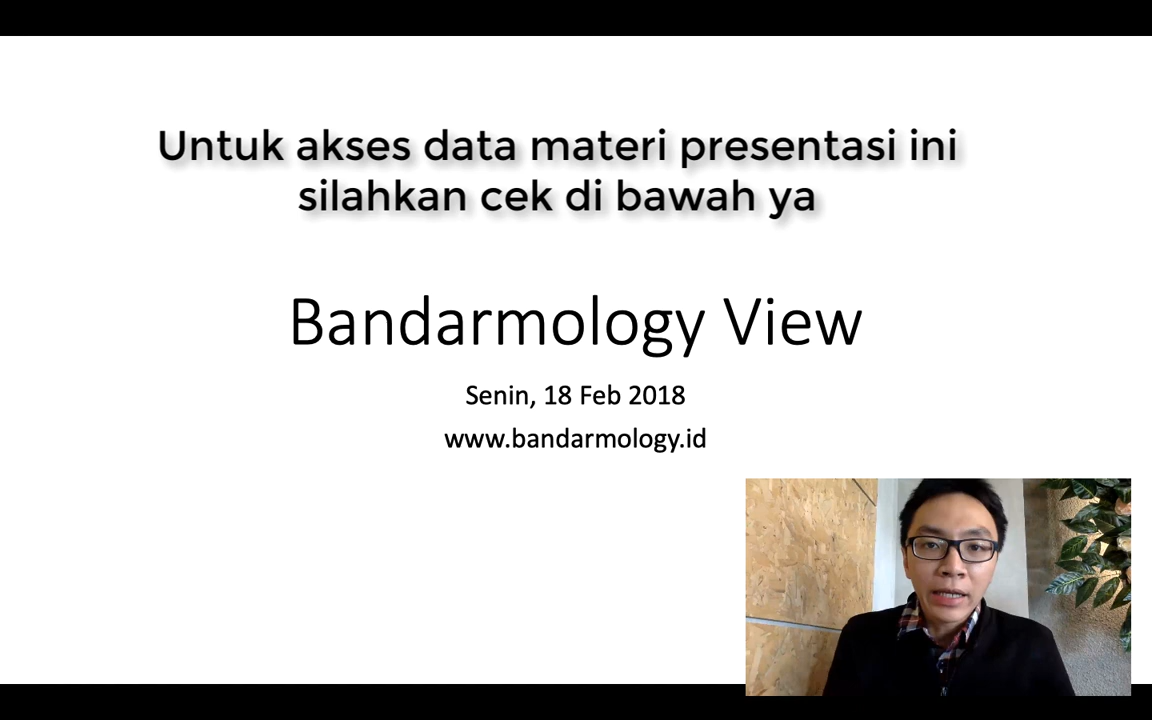 Untuk akses data materi presentasi ini
silahkan cek di bawah ya
Bandarmology View
Senin, 18 Feb 2018
www.bandarmology.id